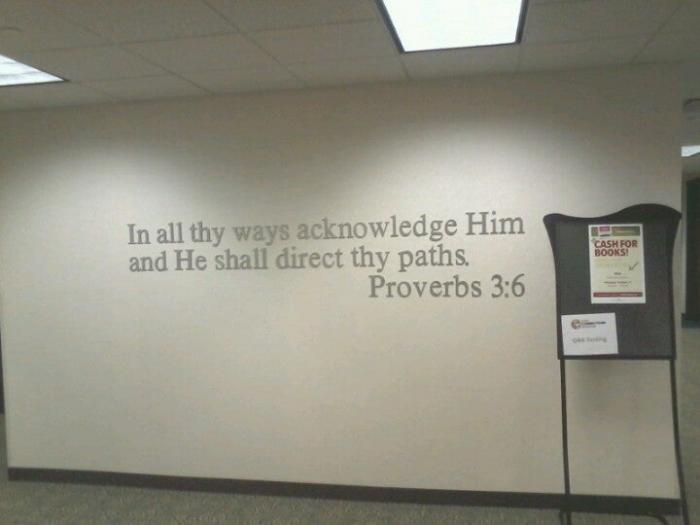 In all thy ways acknowledge Him
and He shall direct thy paths.
Proverbs 3:6
CASH FOR
BOOKS!